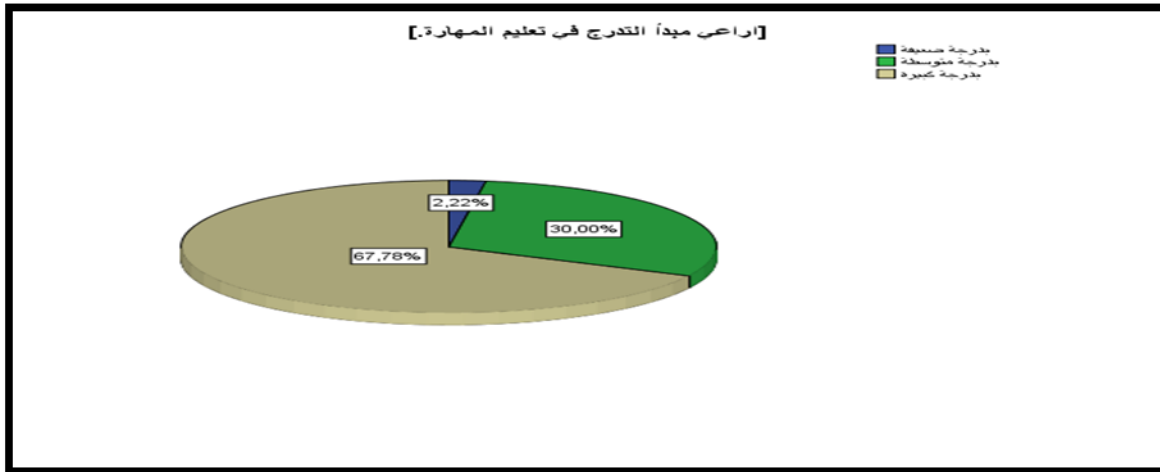 [اراعي مبدأ التدرج في تعليم المهارة.]
بدرجة ضعيفة
بدرجة متوسطة
بدرجة كبيرة
2,22%
30,00%
67,78%